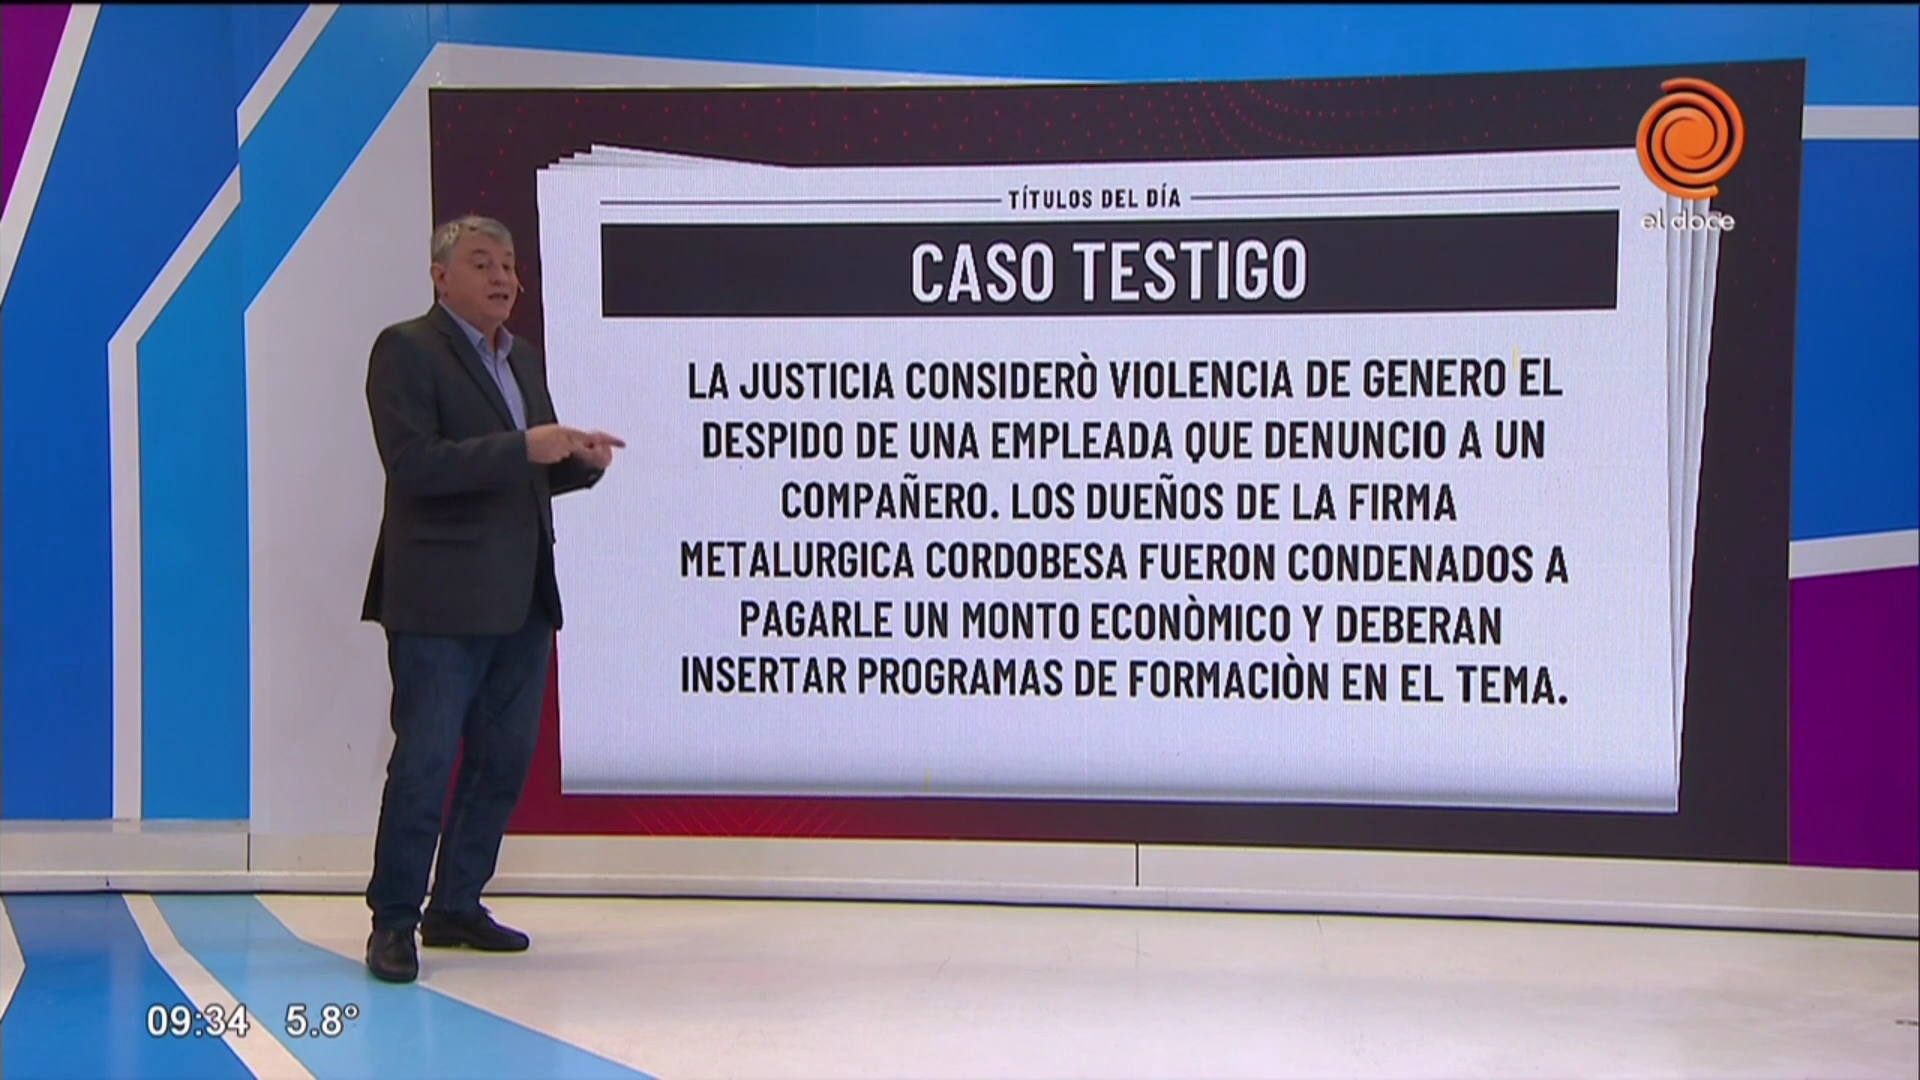 TÍTULOS DEL DÍA
el doce
CASO TESTIGO
LA JUSTICIA CONSIDERÒ VIOLENCIA DE GENERO EL
DESPIDO DE UNA EMPLEADA QUE DENUNCIO A UN
COMPAÑERO. LOS DUEÑOS DE LA FIRMA
METALURGICA CORDOBESA FUERON CONDENADOS A
PAGARLE UN MONTO ECONÒMICO Y DEBERAN
INSERTAR PROGRAMAS DE FORMACIÒN EN EL TEMA.
09:34 5.8°